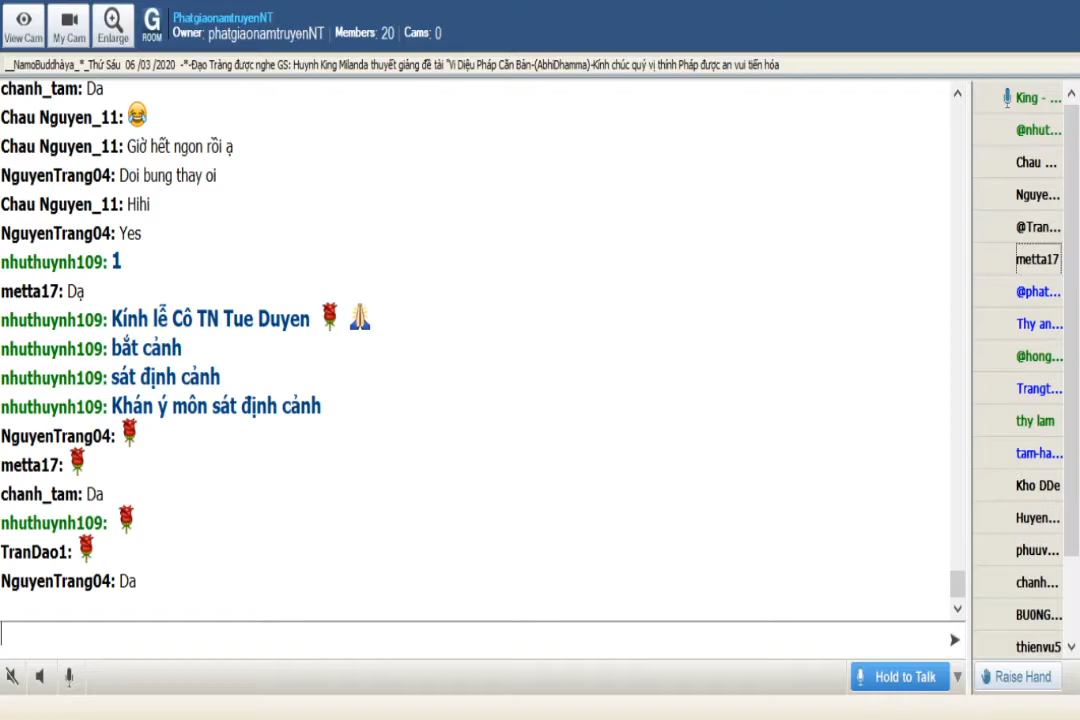 View Cam
My Cam
Enlarge
G
ROOM
PhatgiaonamtruyenNT
Owner: phatgiaonamtruyenNT | Members: 20 | Cams: 0
__NamoBuddhàya_*_Thứ Sáu 06 /03 /2020 -*-Đạo Tràng được nghe GS: Huynh King Milanda thuyết giảng đề tài "Vi Diệu Pháp Căn Bản-(AbhiDhamma)-Kính chúc quý vị thính Pháp được an vui tiến hóa
chanh_tam: Da
Chau Nguyen_11: 😂
Chau Nguyen_11: Giờ hết ngon rồi ạ
NguyenTrang04: Doi bung thay oi
Chau Nguyen_11: Hihi
NguyenTrang04: Yes
nhuthuynh109: 1
metta17: Dạ
nhuthuynh109: Kính lễ Cô TN Tue Duyen 🌹 🙏
nhuthuynh109: bắt cảnh
nhuthuynh109: sát định cảnh
nhuthuynh109: Khán ý môn sát định cảnh
NguyenTrang04: 🌹
metta17: 🌹
chanh_tam: Da
nhuthuynh109: 🌹
TranDao1: 🌹
NguyenTrang04: Da
King - ...
@nhut...
Chau ...
Nguye...
@Tran...
metta17
@phat...
Thy an...
@hong...
Trangt...
thy lam
tam-ha...
Kho DDe
Huyen...
phuuv...
chanh...
BU0NG...
thienvu5
Hold to Talk
Raise Hand